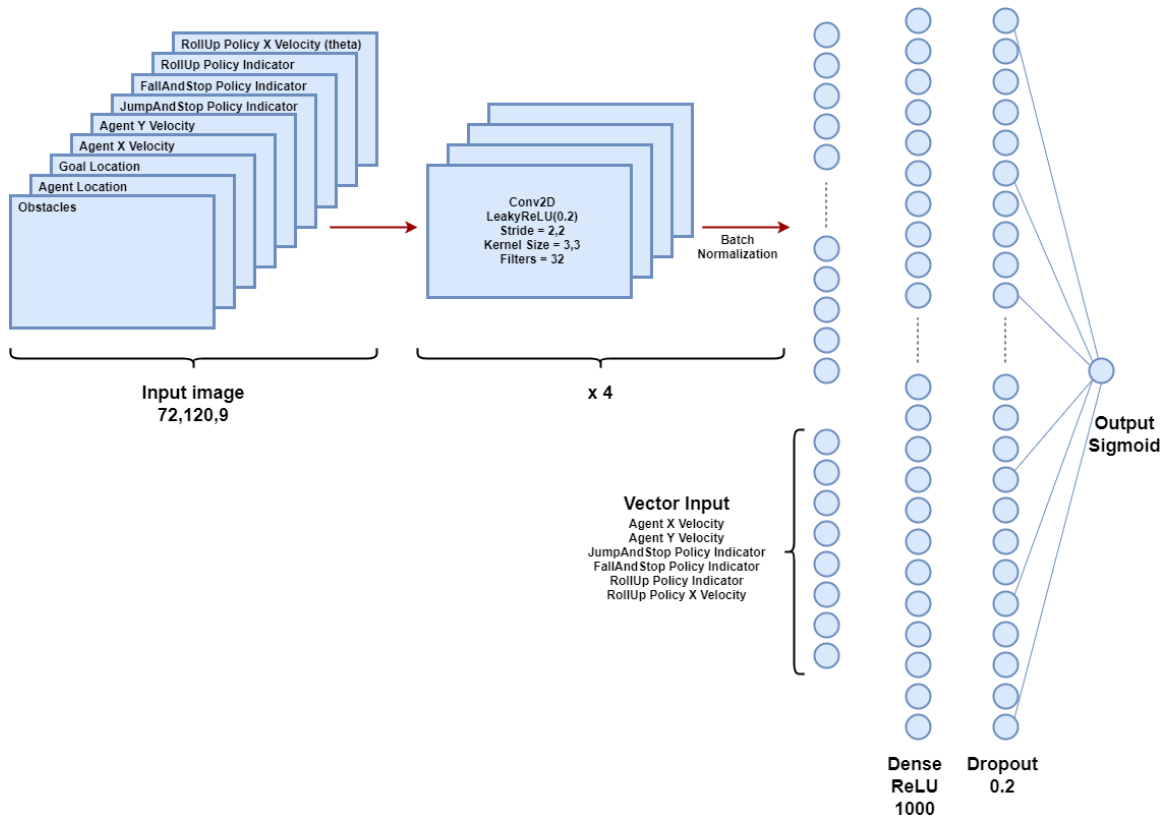 RollUp Policy X Velocity (theta)
RollUp Policy Indicator
FallAndStop Policy Indicator
JumpAndStop Policy Indicator
Agent Y Velocity
Agent X Velocity
Goal Location
Agent Location
Obstacles
Input image
72,120,9
Conv2D
LeakyReLU(0.2)
Stride = 2,2
Kernel Size = 3,3
Filters = 32
x 4
Batch
Normalization
Vector Input
Agent X Velocity
Agent Y Velocity
JumpAndStop Policy Indicator
FallAndStop Policy Indicator
RollUp Policy Indicator
RollUp Policy X Velocity
Dense
ReLU
1000
Dropout
0.2
Output
Sigmoid